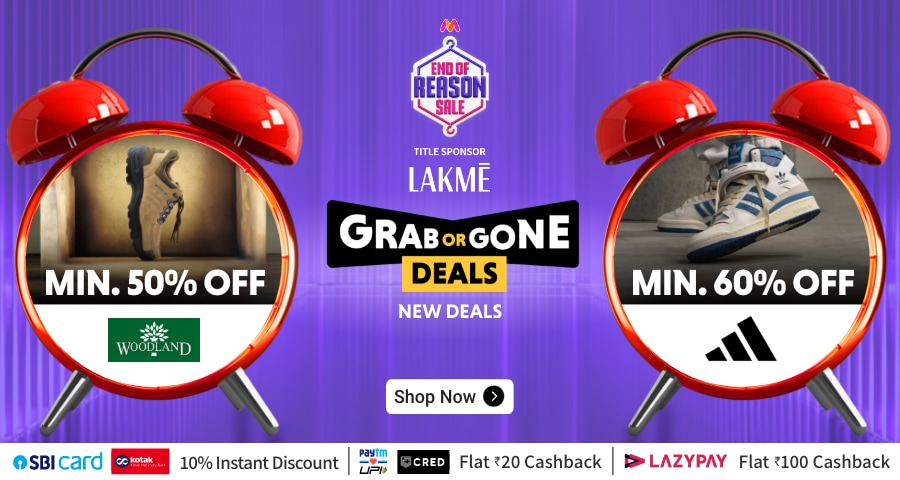 END OF
REASON
SALE
TITLE SPONSOR
LAKMĒ
GRAB OR GONE
DEALS
NEW DEALS
MIN. 50% OFF
WOODLAND
MIN. 60% OFF
Shop Now
SBI card kotak 10% Instant Discount paytm UPI CRED Flat ₹20 Cashback LAZYPAY Flat ₹100 Cashback